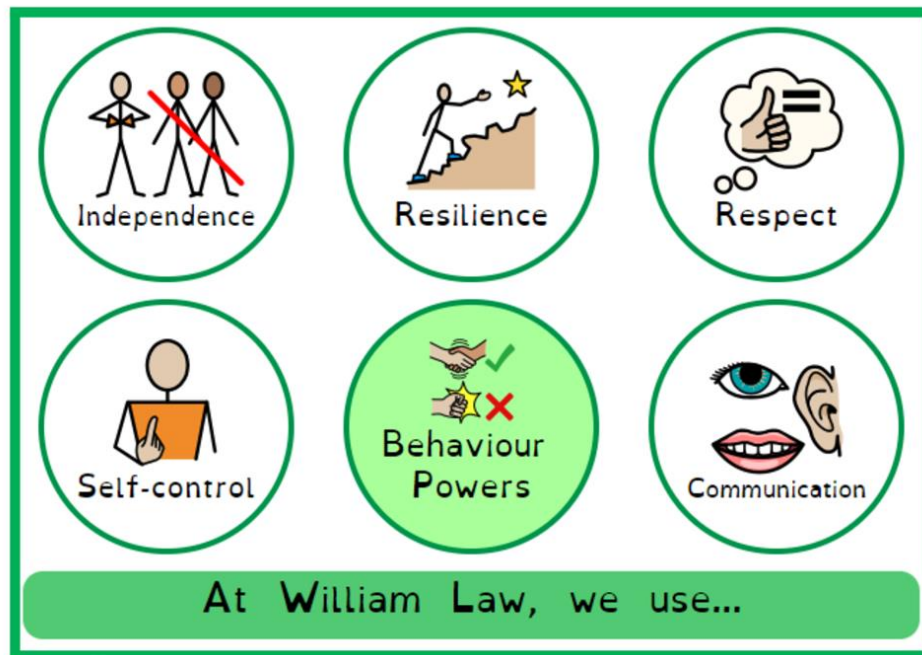 Independence
Resilience
Respect
Self-control
Behaviour
Powers
Communication
At William Law, we use...